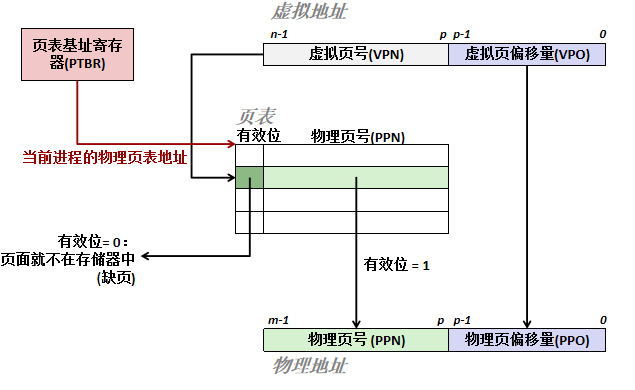 虚拟地址
n-1 p p-1 0
页表基址寄存
器(PTBR)
虚拟页号(VPN) 虚拟页偏移量(VPO)
页表
有效位 物理页号(PPN)
当前进程的物理页表地址
有效位= 0：
页面就不在存储器中
(缺页)
有效位 = 1
m-1 p p-1 0
物理页号 (PPN) 物理页偏移量(PPO)
物理地址